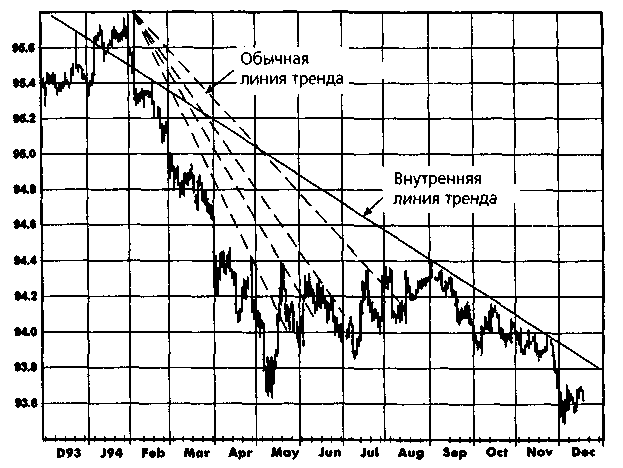 95.6
95.4
95.2
95.0
94.8
94.6
94.4
94.2
94.0
93.8
93.6
Обычная
линия тренда
Внутренняя
линия тренда
D93 J94 Feb Mar Apr May Jun Jul Aug Sep Oct Nov Dec